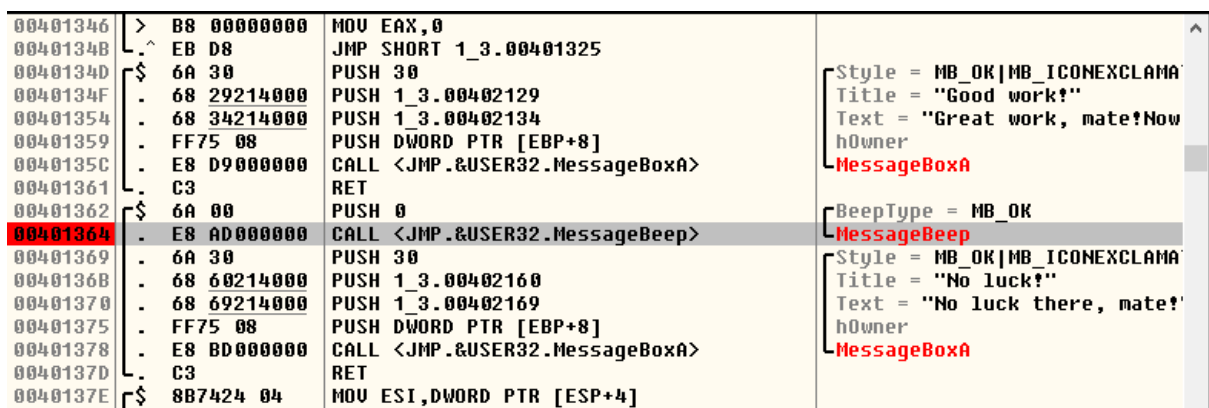 00401346 > B8 00000000 MOV EAX,0
0040134B .^ EB D8 JMP SHORT 1_3.00401325
0040134D $ 6A 30 PUSH 30 Style = MB_OK|MB_ICONEXCLAMA
0040134F . 68 29214000 PUSH 1_3.00402129 Title = "Good work!"
00401354 . 68 34214000 PUSH 1_3.00402134 Text = "Great work, mate!Now
00401359 . FF75 08 PUSH DWORD PTR [EBP+8] hOwner
0040135C . E8 D9000000 CALL <JMP.&USER32.MessageBoxA> MessageBoxA
00401361 . C3 RET
00401362 $ 6A 00 PUSH 0 BeepType = MB_OK
00401364 . E8 AD000000 CALL <JMP.&USER32.MessageBeep> MessageBeep
00401369 . 6A 30 PUSH 30 Style = MB_OK|MB_ICONEXCLAMA
0040136B . 68 60214000 PUSH 1_3.00402160 Title = "No luck!"
00401370 . 68 69214000 PUSH 1_3.00402169 Text = "No luck there, mate!"
00401375 . FF75 08 PUSH DWORD PTR [EBP+8] hOwner
00401378 . E8 BD000000 CALL <JMP.&USER32.MessageBoxA> MessageBoxA
0040137D . C3 RET
0040137E $ 8B7424 04 MOV ESI,DWORD PTR [ESP+4]